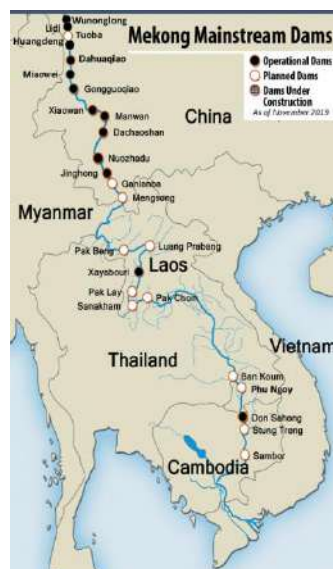 Mekong Mainstream Dams
Operational Dams
Planned Dams
Dams Under
Construction
As of November 2019
Wunonglong
Lidi
Tuoba
Huangdeng
Dahuaqiao
Miaowei
Gongguoqiao
Xiaowan
Manwan
Dachaoshan
China
Nuozhadu
Jinghong
Ganlanba
Mengsong
Myanmar
Pak Beng
Luang Prabang
Laos
Xayabouri
Pak Lay
Pak Chom
Sanakham
Vietnam
Thailand
Ban Koum
Phu Ngoy
Don Sahong
Stung Treng
Sambor
Cambodia